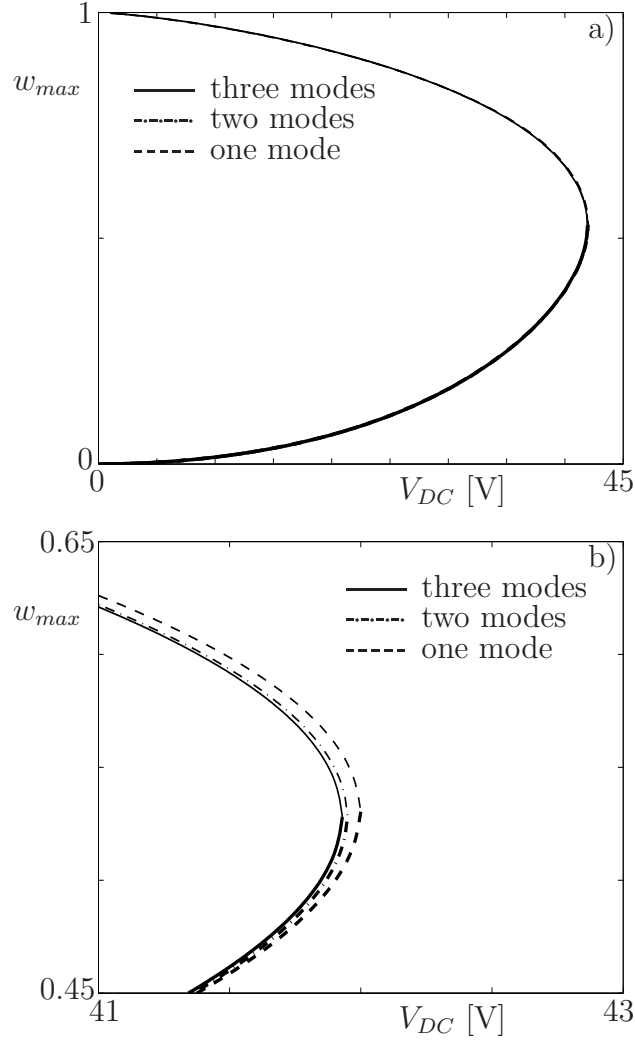 1
a)
w_max
three modes
two modes
one mode
0
0
V_DC [V]
45
0.65
b)
w_max
three modes
two modes
one mode
0.45
41
V_DC [V]
43